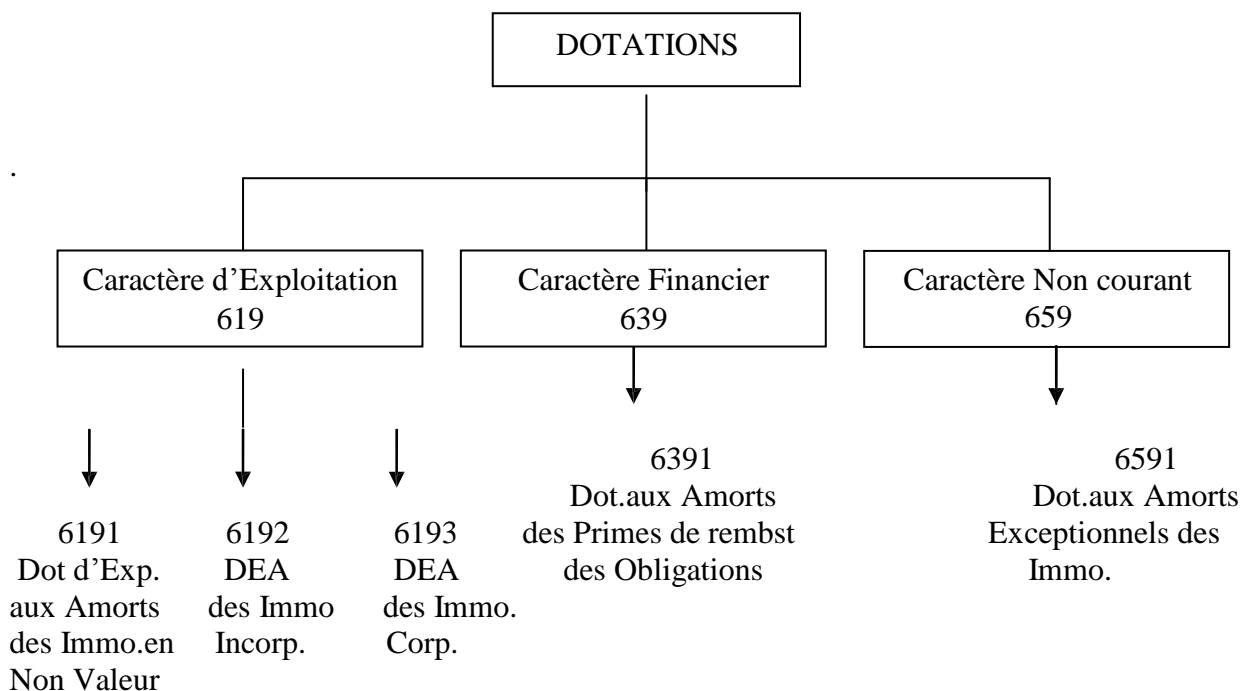 DOTATIONS
.
Caractère d'Exploitation
619
Caractère Financier
639
Caractère Non courant
659
6191
Dot d'Exp.
aux Amorts
des Immo.en
Non Valeur
6192
DEA
des Immo
Incorp.
6193
DEA
des Immo.
Corp.
6391
Dot.aux Amorts
des Primes de rembst
des Obligations
6591
Dot.aux Amorts
Exceptionnels des
Immo.